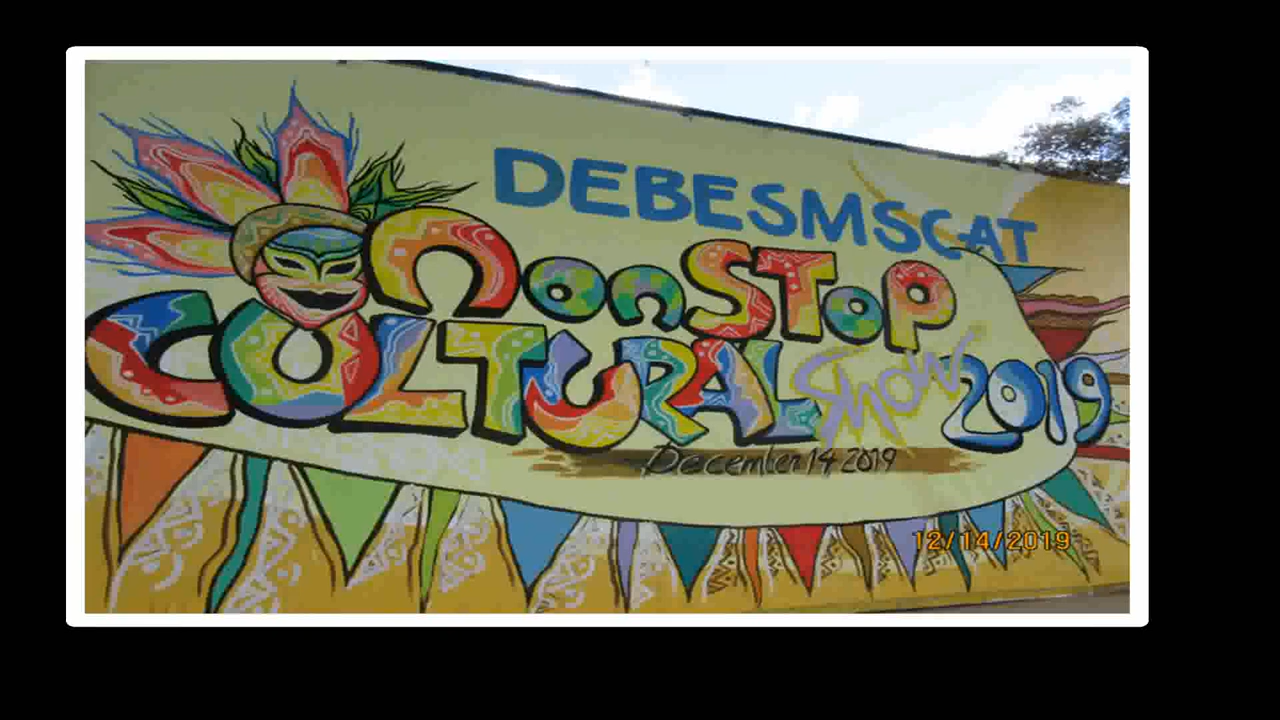 DEBESMSCAT
nonSTop
CULTURAL Show 2019
December 14 2019
12/14/2019